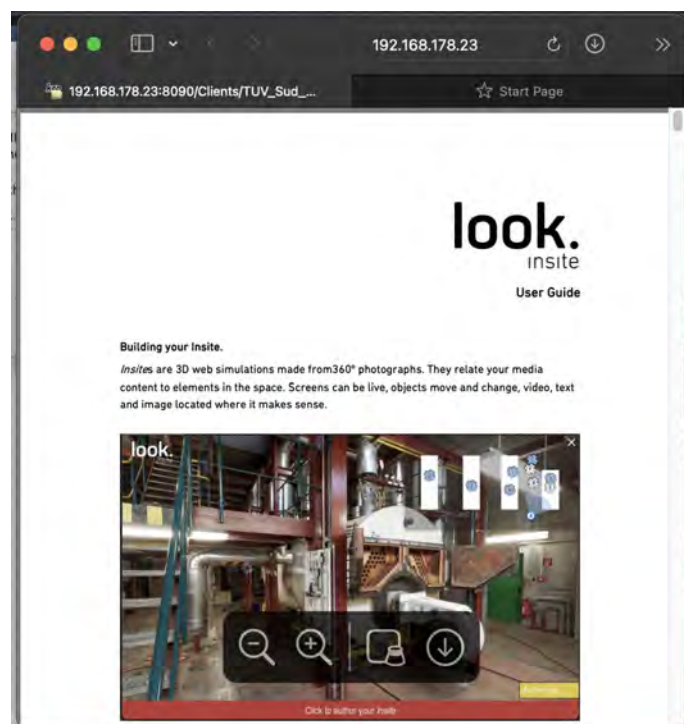 192.168.178.23
192.168.178.23:8090/Clients/TUV_Sud_...
Start Page
look.
insite
User Guide
Building your Insite.
Insites are 3D web simulations made from360° photographs. They relate your media
content to elements in the space. Screens can be live, objects move and change, video, text
and image located where it makes sense.
look.
Click to author your Insite